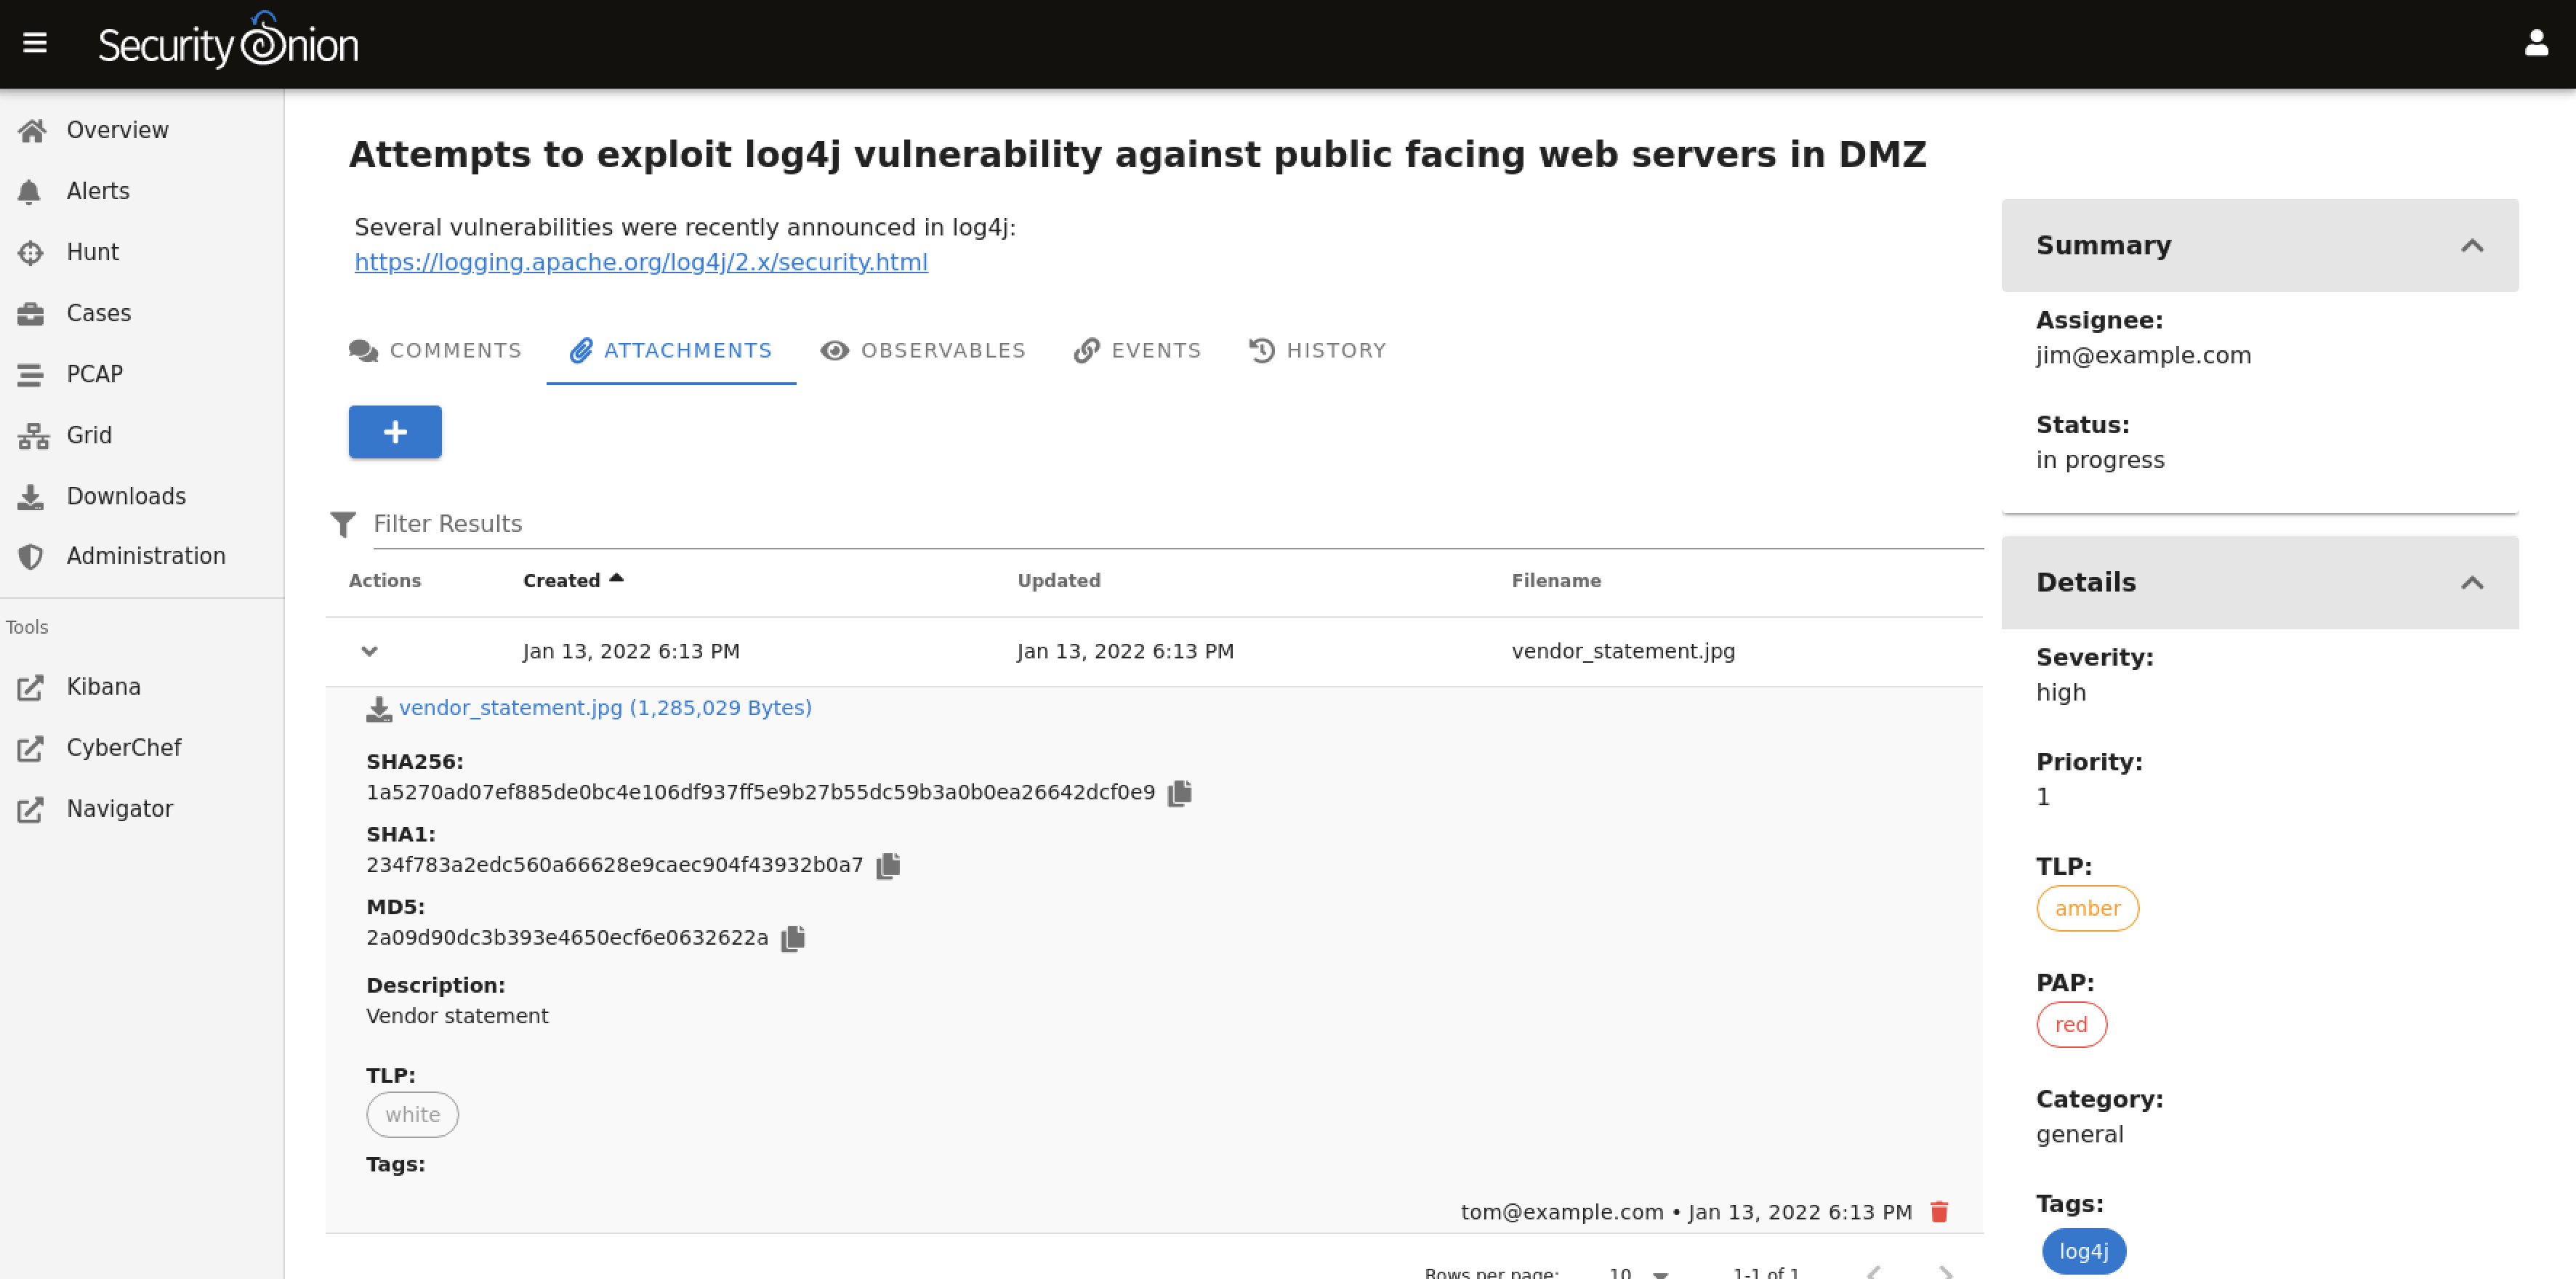 Security Onion
Overview
Alerts
Hunt
Cases
PCAP
Grid
Downloads
Administration
Tools
Kibana
CyberChef
Navigator
Attempts to exploit log4j vulnerability against public facing web servers in DMZ
Several vulnerabilities were recently announced in log4j:
https://logging.apache.org/log4j/2.x/security.html
COMMENTS ATTACHMENTS OBSERVABLES EVENTS HISTORY
Filter Results
Actions Created Updated Filename
Jan 13, 2022 6:13 PM Jan 13, 2022 6:13 PM vendor_statement.jpg
vendor_statement.jpg (1,285,029 Bytes)
SHA256:
1a5270ad07ef885de0bc4e106df937ff5e9b27b55dc59b3a0b0ea26642dcf0e9
SHA1:
234f783a2edc560a66628e9caec904f43932b0a7
MD5:
2a09d90dc3b393e4650ecf6e0632622a
Description:
Vendor statement
TLP:
white
Tags:
tom@example.com • Jan 13, 2022 6:13 PM
Rows per page: 10 1-1 of 1
Summary
Assignee:
jim@example.com
Status:
in progress
Details
Severity:
high
Priority:
1
TLP:
amber
PAP:
red
Category:
general
Tags:
log4j